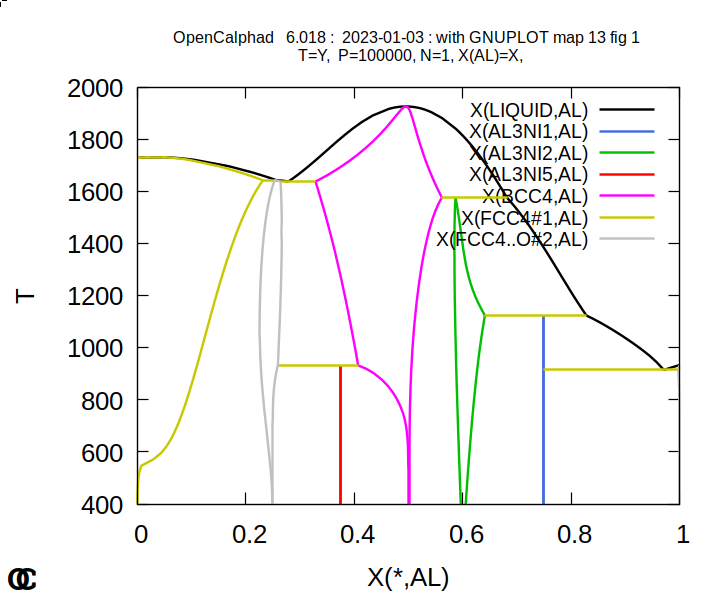 OpenCalphad 6.018 : 2023-01-03 : with GNUPLOT map 13 fig 1
T=Y, P=100000, N=1, X(AL)=X,
2000
1800
1600
1400
1200
1000
800
600
400
T
X(LIQUID,AL)
X(AL3NI1,AL)
X(AL3NI2,AL)
X(AL3NI5,AL)
X(BCC4,AL)
X(FCC4#1,AL)
X(FCC4..O#2,AL)
0 0.2 0.4 0.6 0.8 1
X(*,AL)
OC